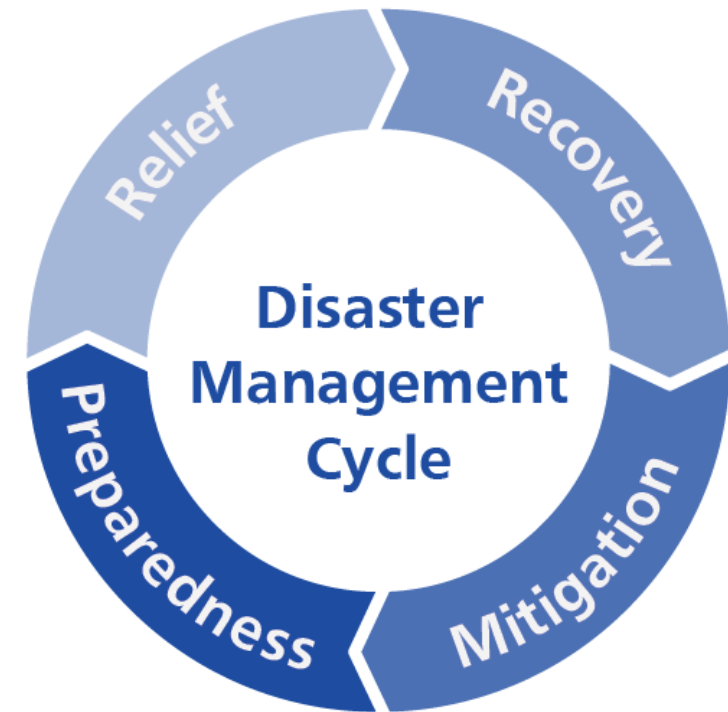 Relief
Recovery
Disaster
Management
Cycle
Preparedness
Mitigation